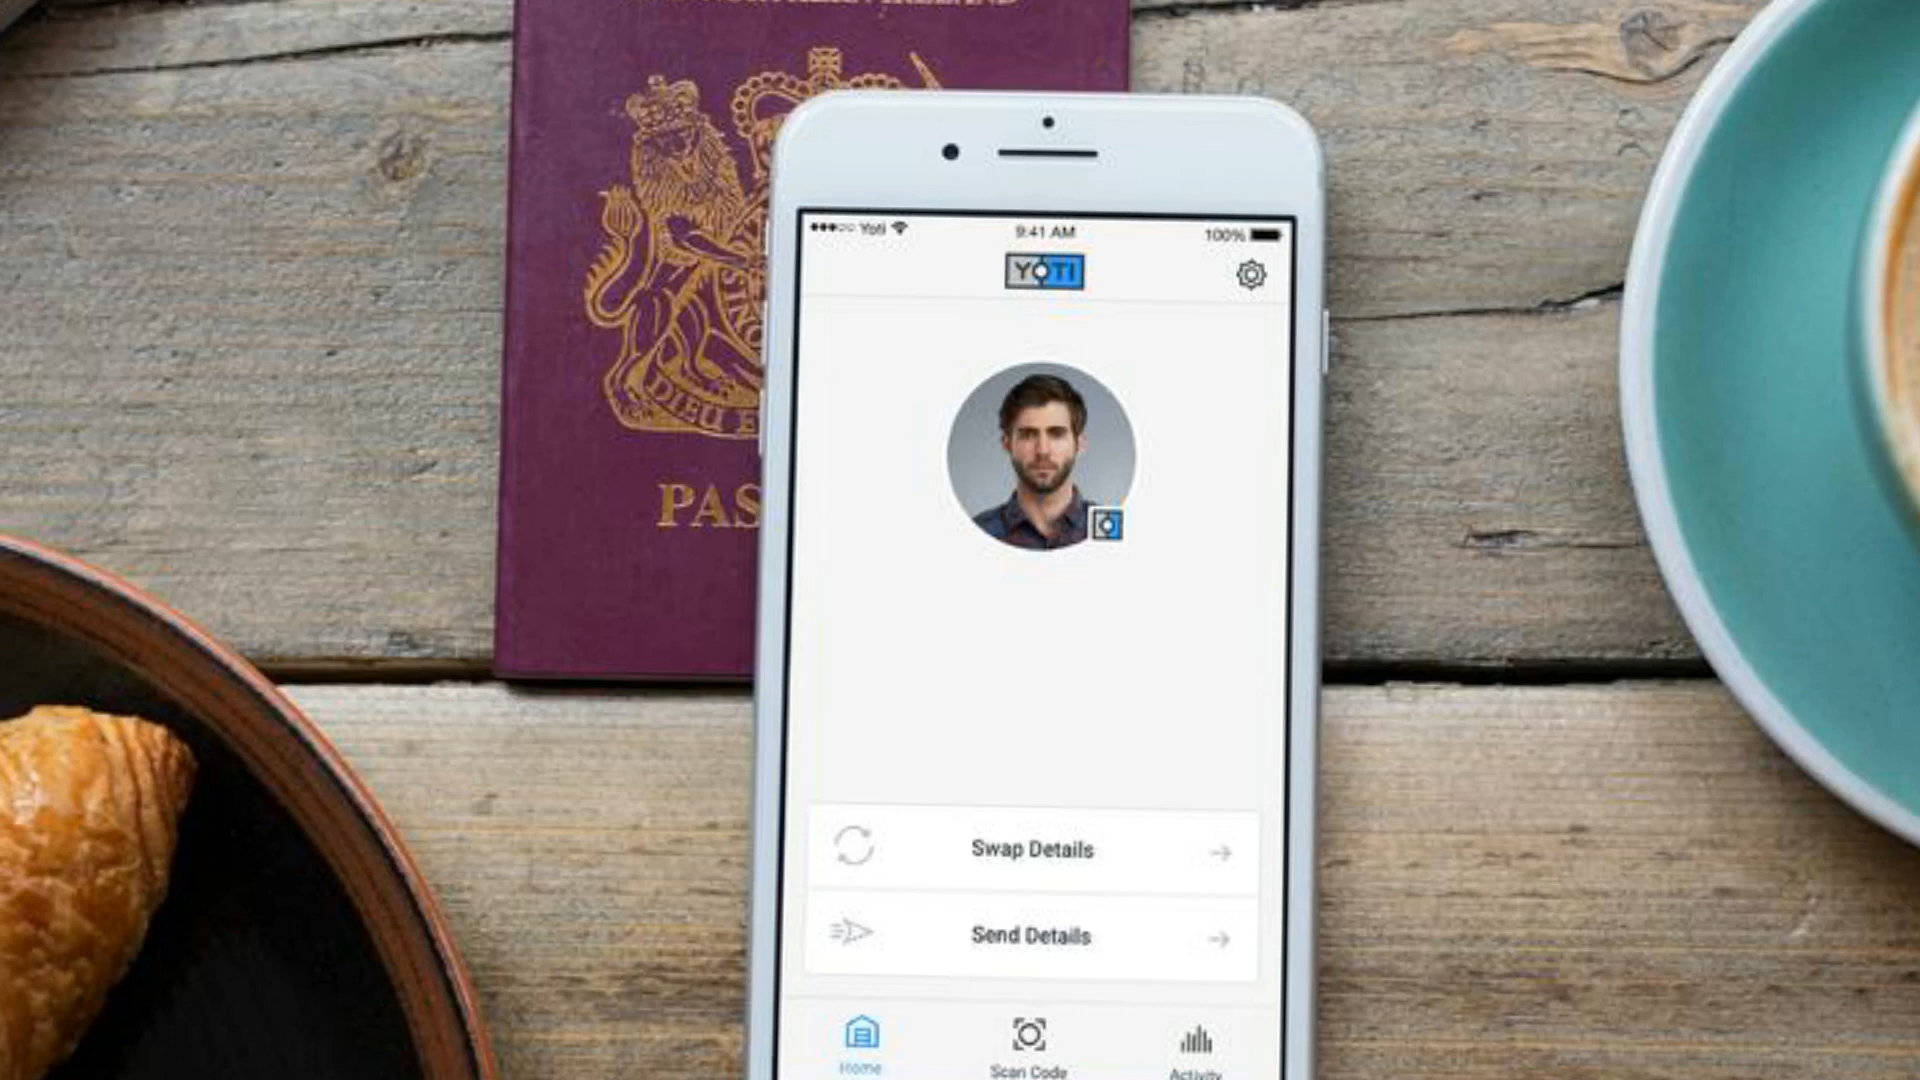 PAS
DIEU E
Yoti
9:41 AM
100%
YOTI
Swap Details
Send Details
Home
Scan Code
Activity